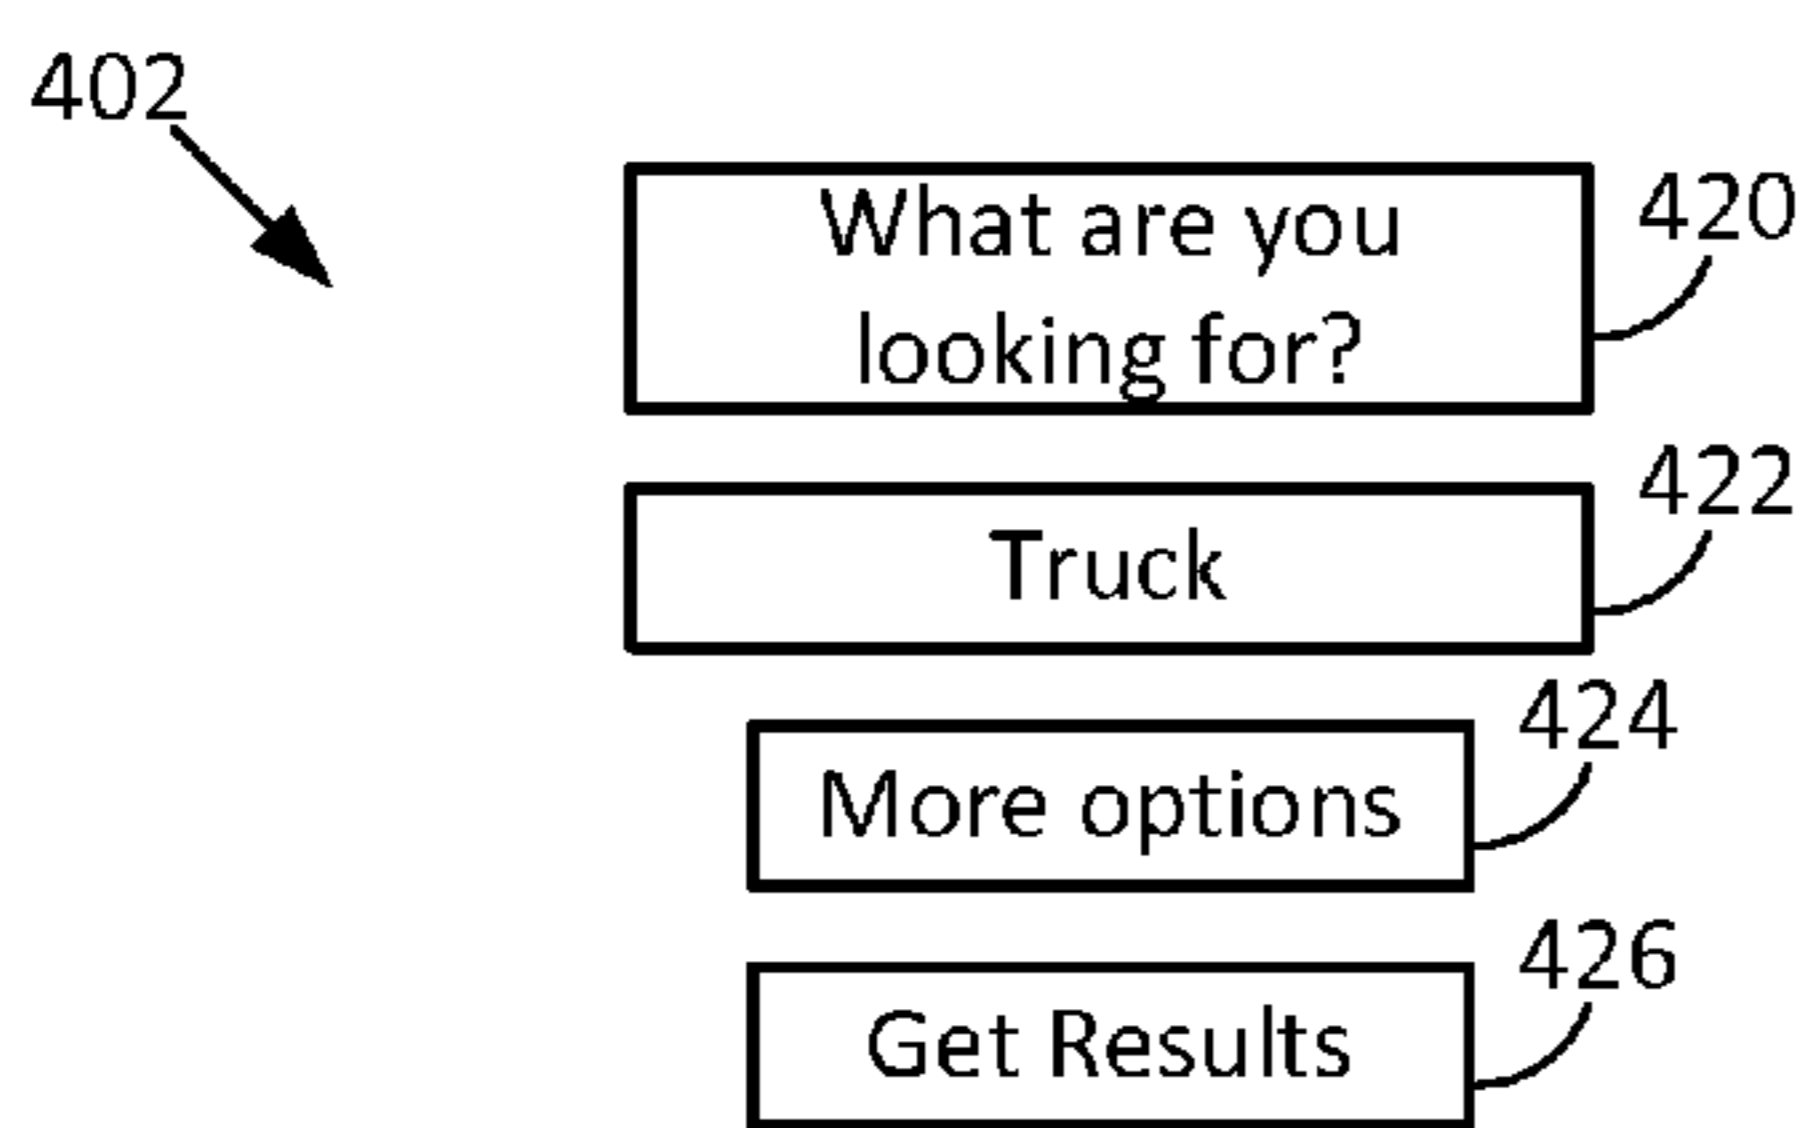 402
What are you
looking for?
420
Truck
422
More options
424
Get Results
426